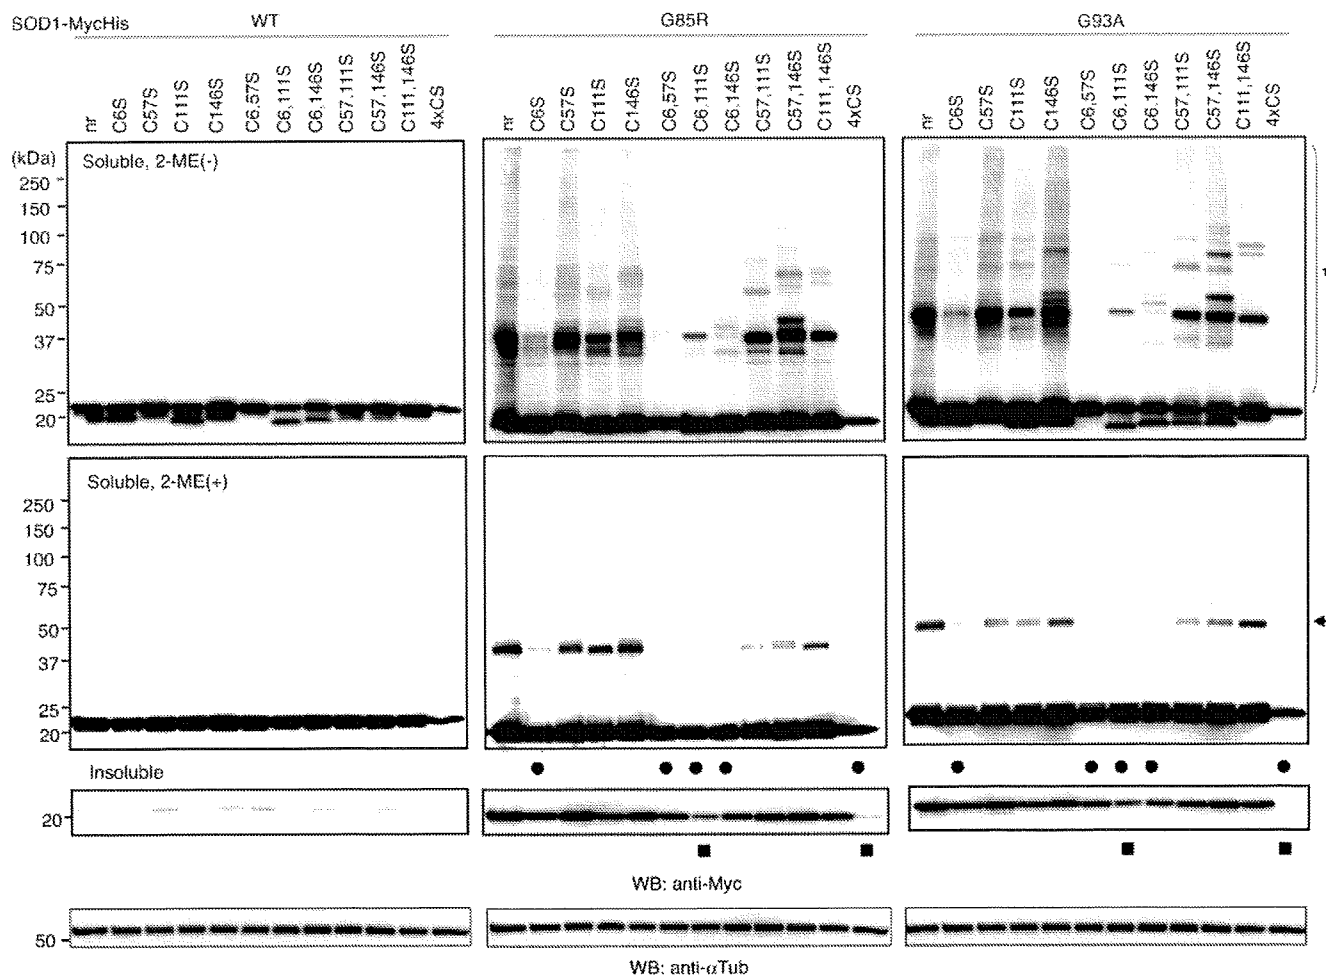 SOD1-MycHis WT G85R G93A
nr C6S C57S C111S C146S C6,57S C6,111S C6,146S C57,111S C57,146S C111,146S 4xCS
nr C6S C57S C111S C146S C6,57S C6,111S C6,146S C57,111S C57,146S C111,146S 4xCS
nr C6S C57S C111S C146S C6,57S C6,111S C6,146S C57,111S C57,146S C111,146S 4xCS
(kDa) Soluble, 2-ME(-)
250
150
100
75
50
37
25
20
Soluble, 2-ME(+)
250
150
100
75
50
37
25
20
Insoluble
20
WB: anti-Myc
50
WB: anti-αTub